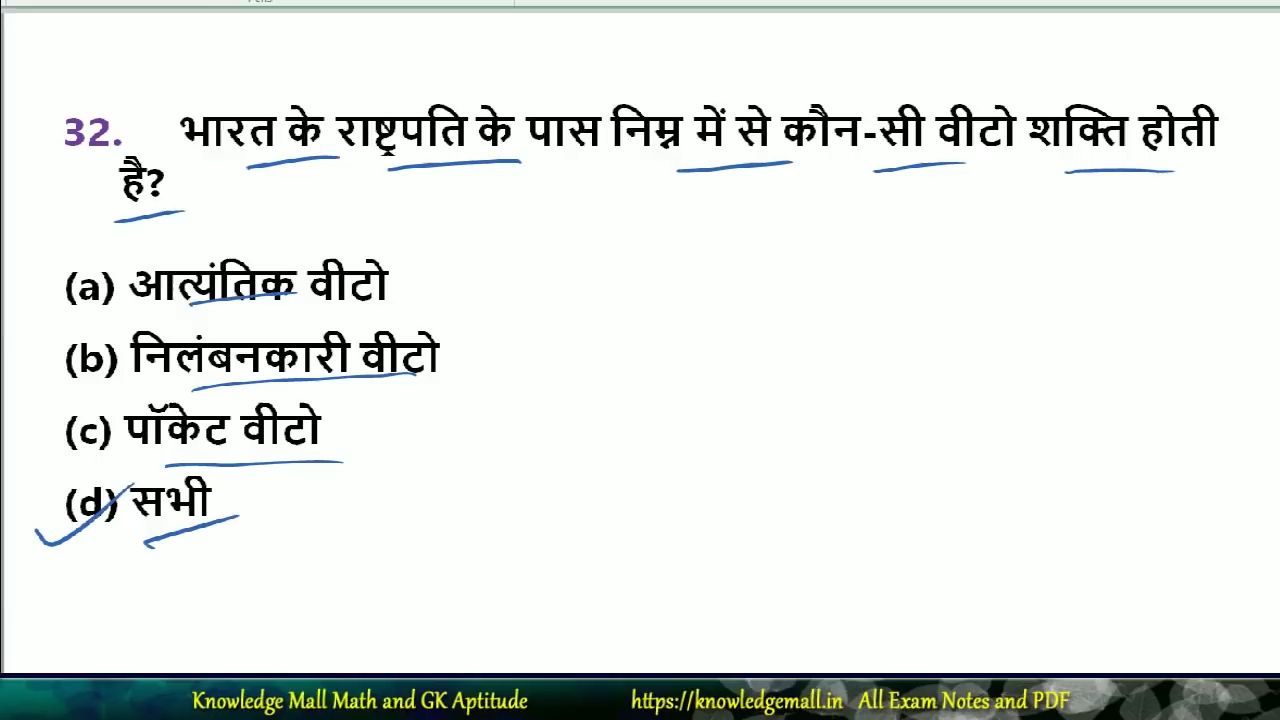 32. भारत के राष्ट्रपति के पास निम्न में से कौन-सी वीटो शक्ति होती
है?
(a) आत्यंतिक वीटो
(b) निलंबनकारी वीटो
(c) पॉकेट वीटो
(d) सभी
Knowledge Mall Math and GK Aptitude https://knowledgemall.in All Exam Notes and PDF